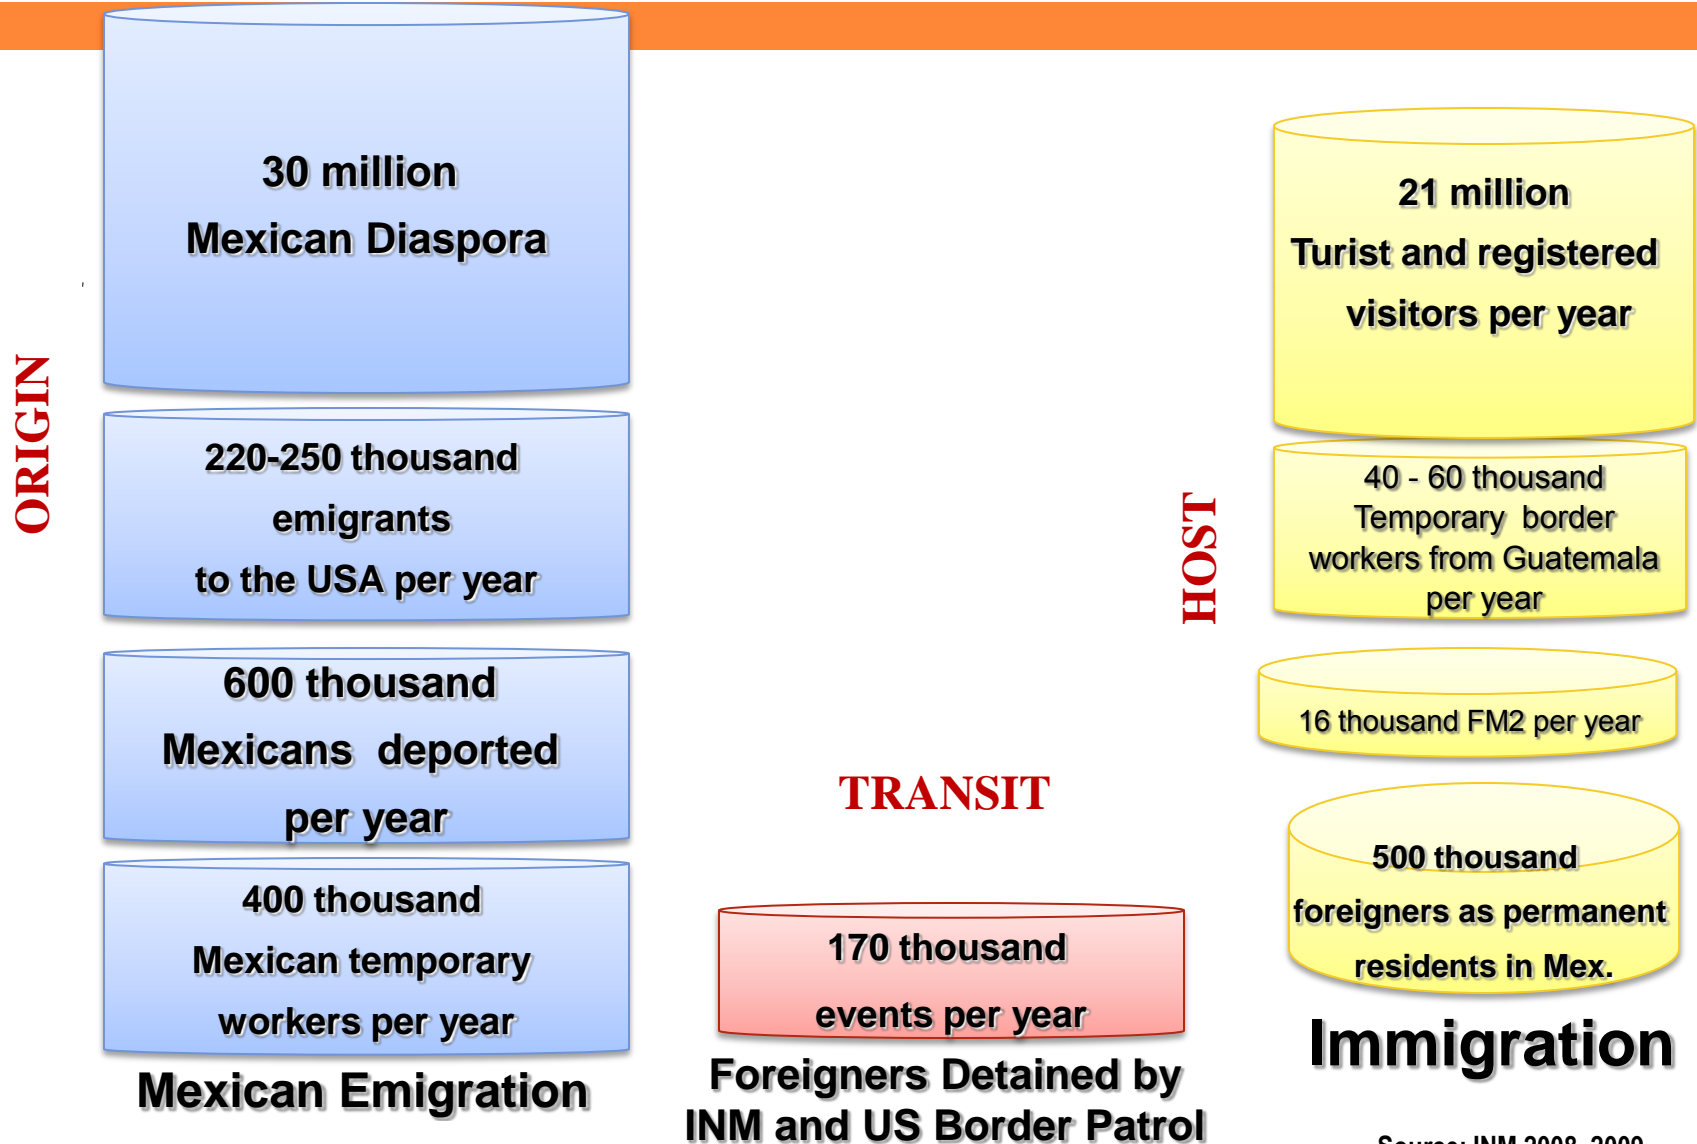 ORIGIN
30 million
Mexican Diaspora
220-250 thousand
emigrants
to the USA per year
600 thousand
Mexicans deported
per year
400 thousand
Mexican temporary
workers per year
Mexican Emigration
TRANSIT
170 thousand
events per year
Foreigners Detained by
INM and US Border Patrol
HOST
21 million
Turist and registered
visitors per year
40 - 60 thousand
Temporary border
workers from Guatemala
per year
16 thousand FM2 per year
500 thousand
foreigners as permanent
residents in Mex.
Immigration
Source: INM 2008, 2009